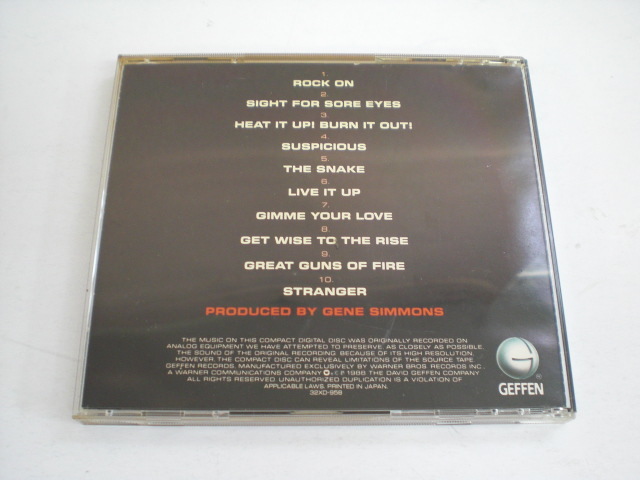 1.
ROCK ON
2.
SIGHT FOR SORE EYES
3.
HEAT IT UP! BURN IT OUT!
4.
SUSPICIOUS
5.
THE SNAKE
6.
LIVE IT UP
7.
GIMME YOUR LOVE
8.
GET WISE TO THE RISE
9.
GREAT GUNS OF FIRE
10.
STRANGER
PRODUCED BY GENE SIMMONS
THE MUSIC ON THIS COMPACT DIGITAL DISC WAS ORIGINALLY RECORDED ON
ANALOG EQUIPMENT. WE HAVE ATTEMPTED TO PRESERVE, AS CLOSELY AS POSSIBLE,
THE SOUND OF THE ORIGINAL RECORDING. BECAUSE OF ITS HIGH RESOLUTION,
HOWEVER, THE COMPACT DISC CAN REVEAL LIMITATIONS OF THE SOURCE TAPE.
GEFFEN RECORDS. MANUFACTURED EXCLUSIVELY BY WARNER BROS. RECORDS INC.,
A WARNER COMMUNICATIONS COMPANY. © & ℗ 1986 THE DAVID GEFFEN COMPANY.
ALL RIGHTS RESERVED. UNAUTHORIZED DUPLICATION IS A VIOLATION OF
APPLICABLE LAWS. PRINTED IN JAPAN.
32XD-958
GEFFEN
®